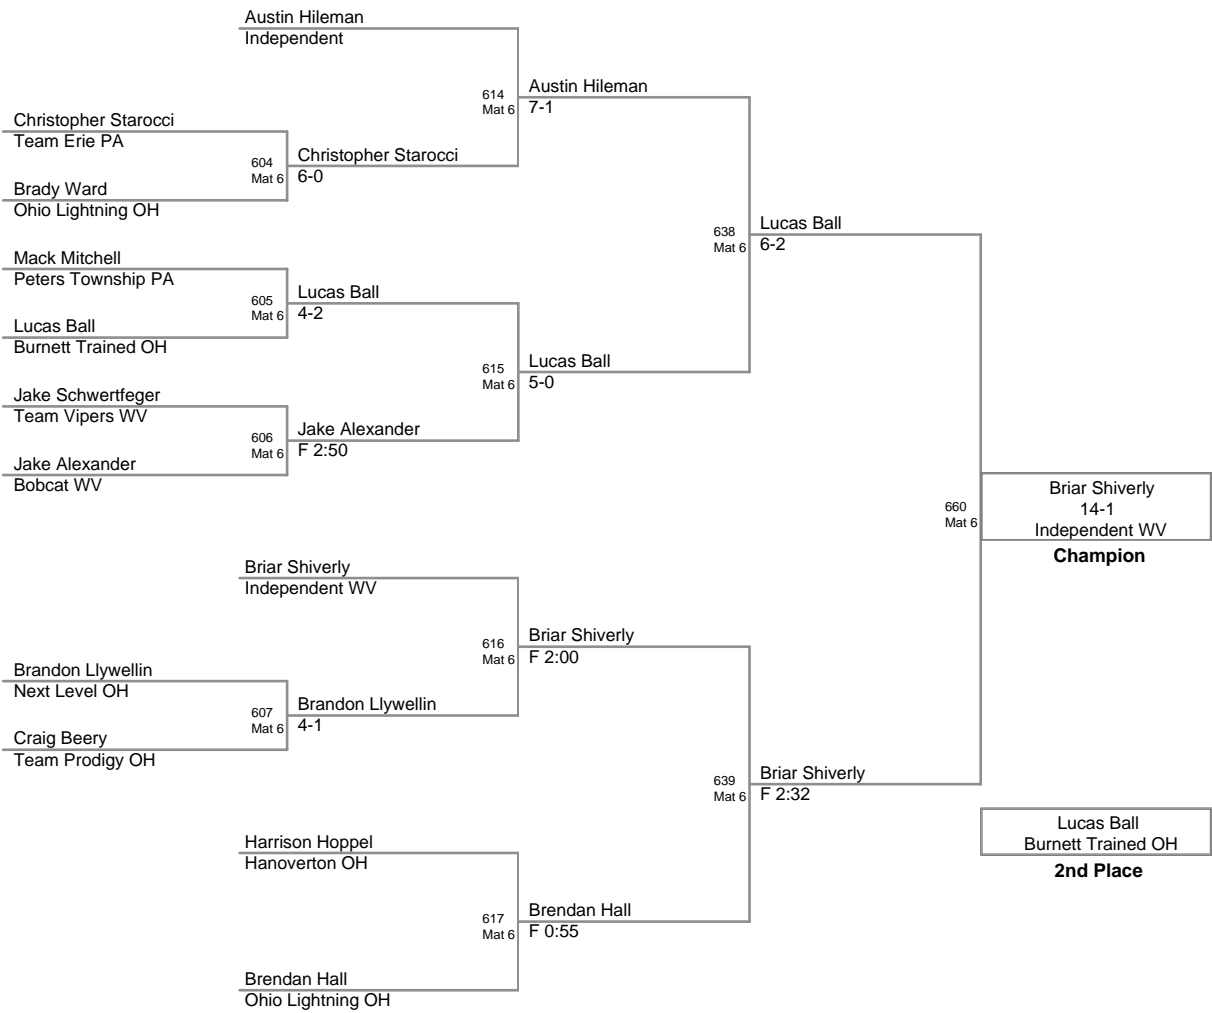 Austin Hileman
Independent
614
Mat 6
Austin Hileman
7-1
Christopher Starocci
Team Erie PA
604
Mat 6
Christopher Starocci
6-0
Brady Ward
Ohio Lightning OH
638
Mat 6
Lucas Ball
6-2
Mack Mitchell
Peters Township PA
605
Mat 6
Lucas Ball
4-2
Lucas Ball
Burnett Trained OH
615
Mat 6
Lucas Ball
5-0
Jake Schwertfeger
Team Vipers WV
606
Mat 6
Jake Alexander
F 2:50
Jake Alexander
Bobcat WV
660
Mat 6
Briar Shiverly
14-1
Independent WV
Champion
Briar Shiverly
Independent WV
616
Mat 6
Briar Shiverly
F 2:00
Brandon Llywellin
Next Level OH
607
Mat 6
Brandon Llywellin
4-1
Craig Beery
Team Prodigy OH
639
Mat 6
Briar Shiverly
F 2:32
Lucas Ball
Burnett Trained OH
2nd Place
Harrison Hoppel
Hanoverton OH
617
Mat 6
Brendan Hall
F 0:55
Brendan Hall
Ohio Lightning OH